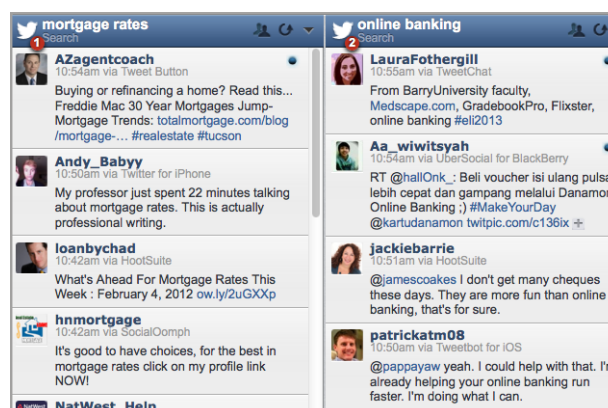 mortgage rates
Search
1
AZagentcoach
10:54am via Tweet Button
Buying or refinancing a home? Read this...
Freddie Mac 30 Year Mortgages Jump-
Mortgage Trends: totalmortgage.com/blog
/mortgage-... #realestate #tucson
Andy_Babyy
10:50am via Twitter for iPhone
My professor just spent 22 minutes talking
about mortgage rates. This is actually
professional writing.
loanbychad
10:42am via HootSuite
What's Ahead For Mortgage Rates This
Week : February 4, 2012 ow.ly/2uGXXp
hnmortgage
10:42am via SocialOomph
It's good to have choices, for the best in
mortgage rates click on my profile link
NOW!
NatWest_Help
online banking
Search
2
LauraFothergill
10:55am via TweetChat
From BarryUniversity faculty,
Medscape.com, GradebookPro, Flixster,
online banking #eli2013
Aa_wiwitsyah
10:54am via UberSocial for BlackBerry
RT @hallOnk_: Beli voucher isi ulang pulsa
lebih cepat dan gampang melalui Danamon
Online Banking ;) #MakeYourDay
@kartudanamon twitpic.com/c136ix +
jackiebarrie
10:51am via HootSuite
@jamescoakes I don't get many cheques
these days. They are more fun than online
banking, that's for sure.
patrickatm08
10:50am via Tweetbot for iOS
@pappayaw yeah. I could help with that. I'm
already helping your online banking run
faster. I'm doing what I can.